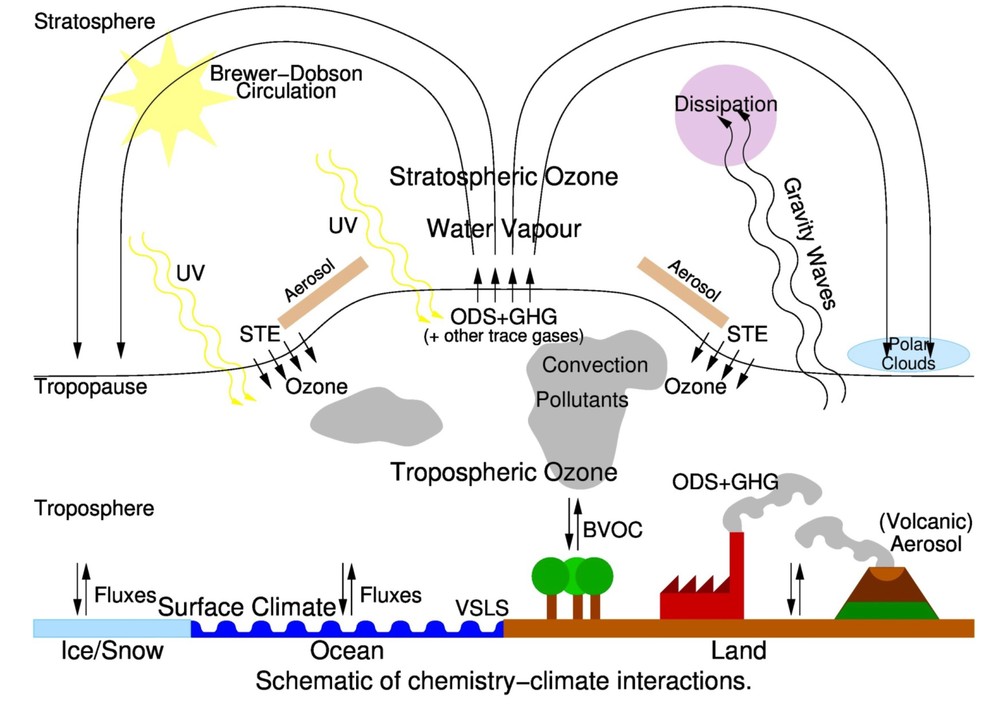 Stratosphere
Brewer–Dobson
Circulation
Dissipation
Stratospheric Ozone
Gravity Waves
UV
Water Vapour
UV
Aerosol
Aerosol
STE
ODS+GHG
(+ other trace gases)
STE
Polar
Clouds
Convection
Tropopause
Ozone
Pollutants
Ozone
Tropospheric Ozone
ODS+GHG
Troposphere
BVOC
(Volcanic)
Aerosol
Fluxes
Surface Climate
Fluxes
VSLS
Ice/Snow
Ocean
Land
Schematic of chemistry–climate interactions.